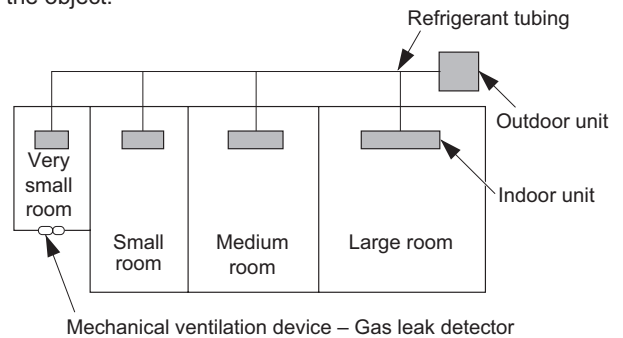 the object.
Refrigerant tubing
Outdoor unit
Indoor unit
Very
small
room
Small
room
Medium
room
Large room
Mechanical ventilation device – Gas leak detector